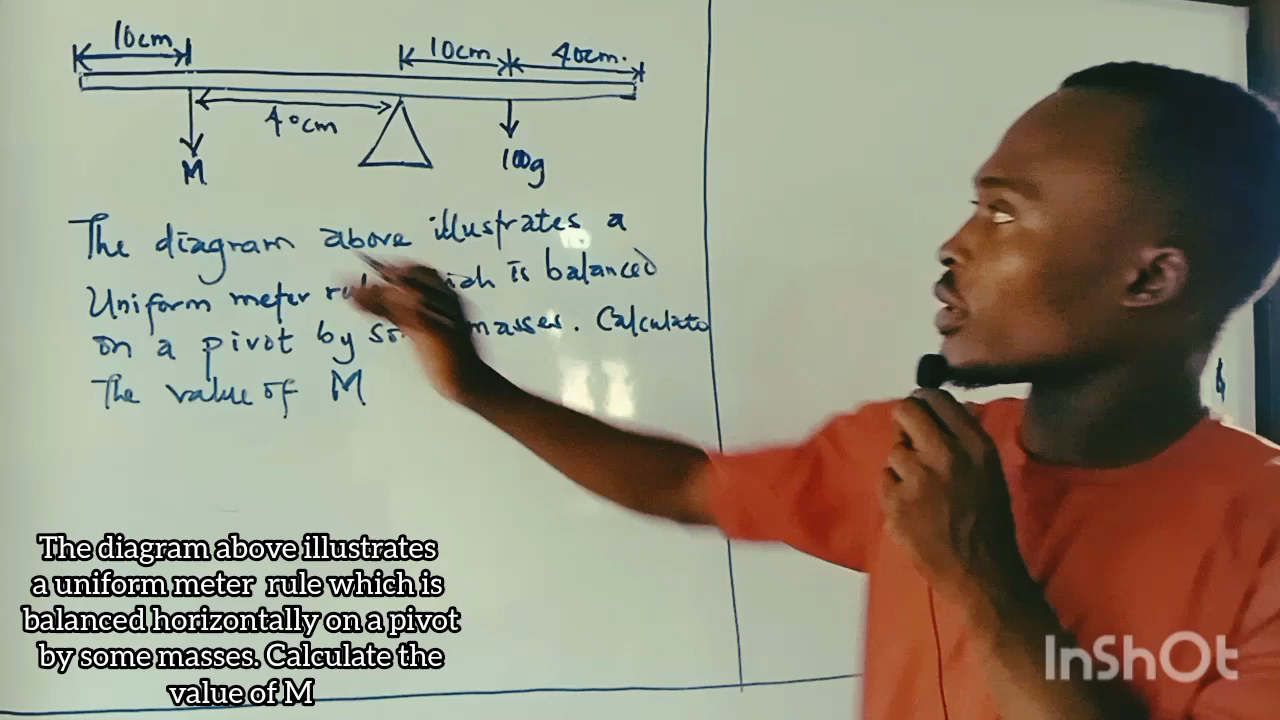 10cm 10cm 40cm.
40cm
M 100g
The diagram above illustrates a
Uniform meter is balanced
on a pivot by masses. Calculate
The value of M
The diagram above illustrates
a uniform meter rule which is
balanced horizontally on a pivot
by some masses. Calculate the
value of M
InShOt